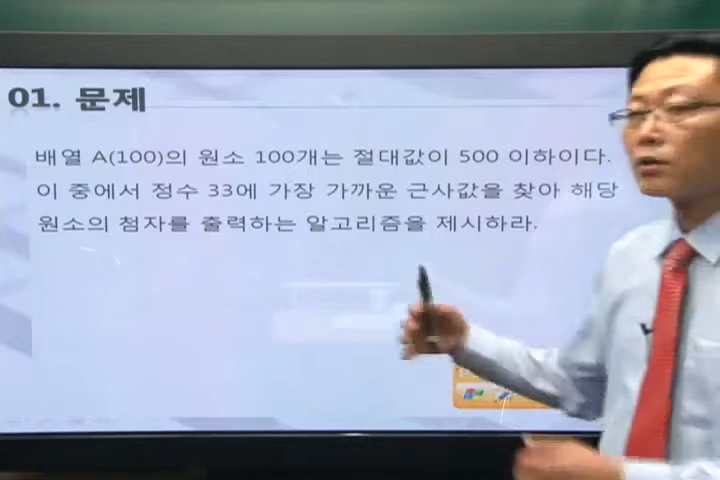 01. 문제
배열 A(100)의 원소 100개는 절대값이 500 이하이다.
이 중에서 정수 33에 가장 가까운 근사값을 찾아 해당
원소의 첨자를 출력하는 알고리즘을 제시하라.